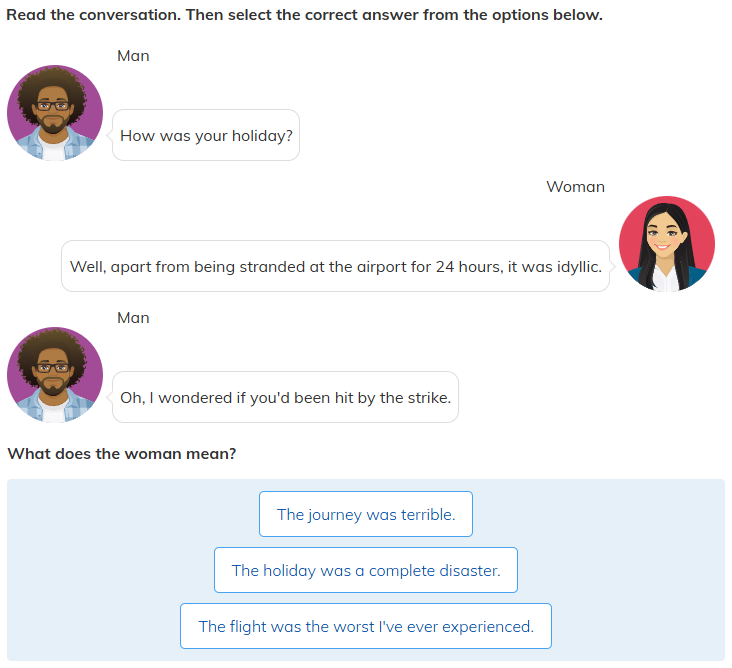 Read the conversation. Then select the correct answer from the options below.
Man
How was your holiday?
Woman
Well, apart from being stranded at the airport for 24 hours, it was idyllic.
Man
Oh, I wondered if you'd been hit by the strike.
What does the woman mean?
The journey was terrible.
The holiday was a complete disaster.
The flight was the worst I've ever experienced.